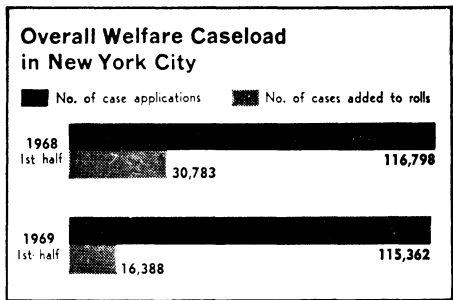 Overall Welfare Caseload
in New York City
No. of case applications No. of cases added to rolls
1968
1st half
116,798
30,783
1969
1st half
115,362
16,388